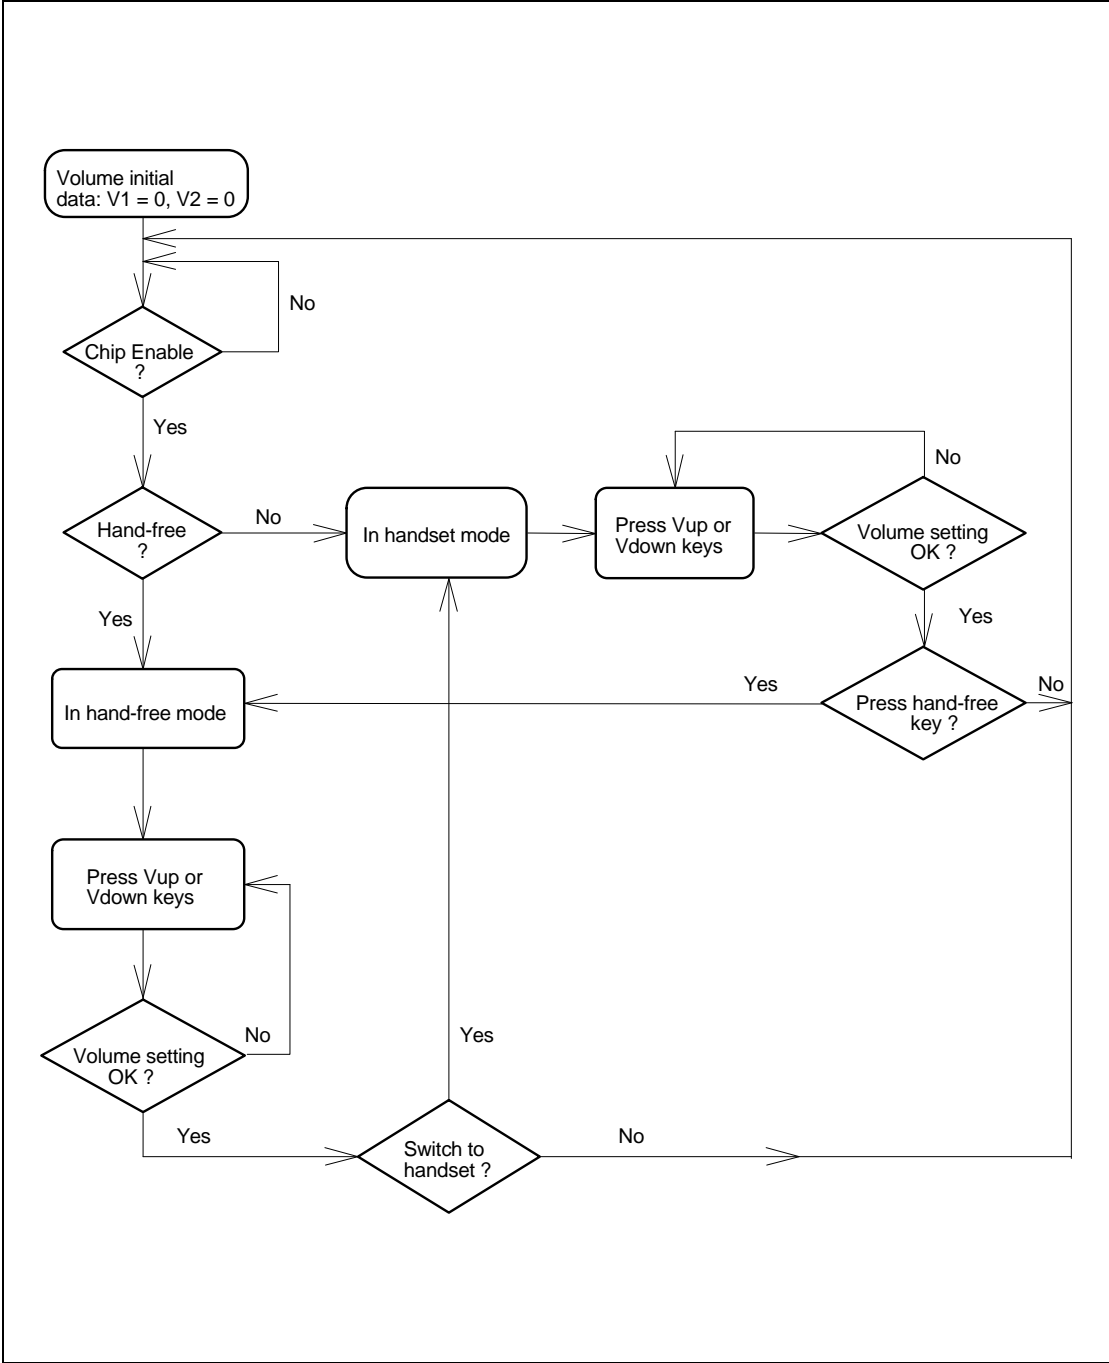 Volume initial
data: V1 = 0, V2 = 0
No
Chip Enable
?
Yes
No
Hand-free
?
No
In handset mode
Press Vup or
Vdown keys
Volume setting
OK ?
Yes
Yes
Yes
No
In hand-free mode
Press hand-free
key ?
Press Vup or
Vdown keys
No
Yes
Volume setting
OK ?
Yes
No
Switch to
handset ?